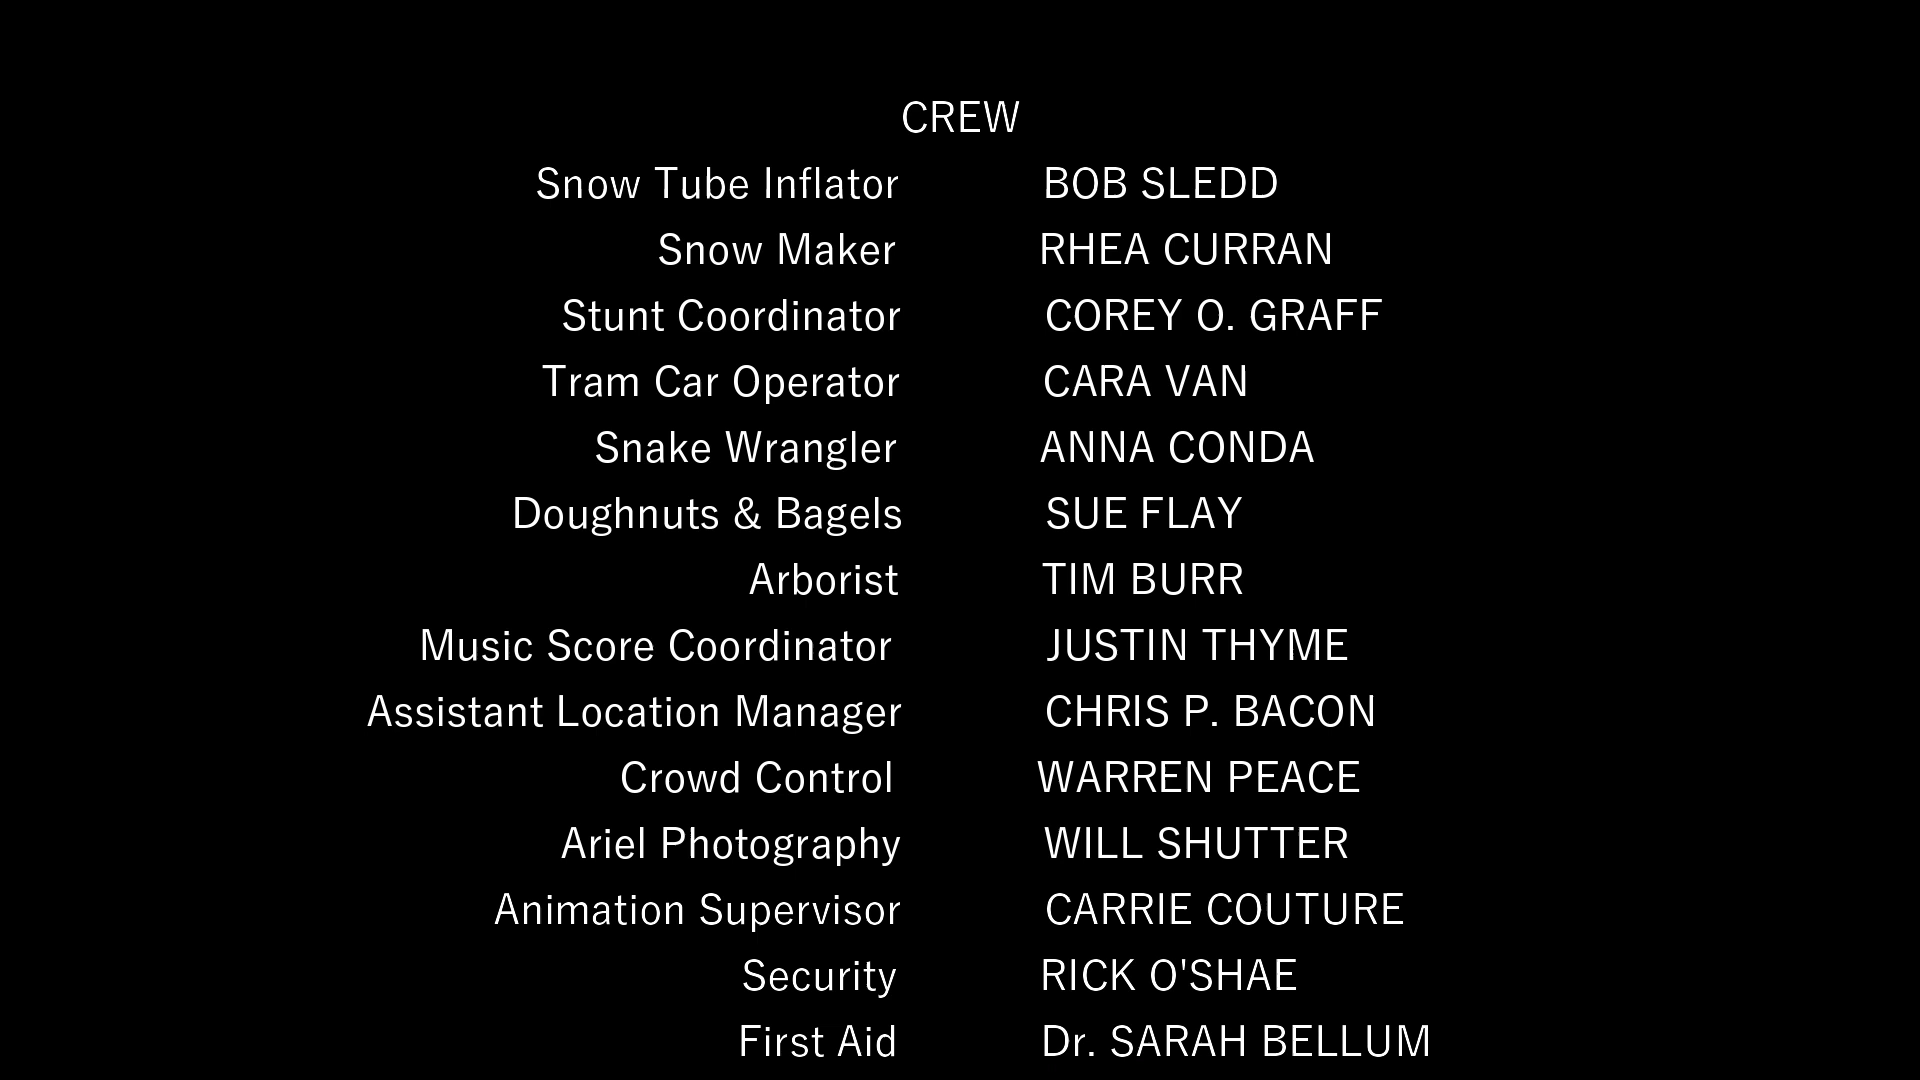 CREW
Snow Tube Inflator BOB SLEDD
Snow Maker RHEA CURRAN
Stunt Coordinator COREY O. GRAFF
Tram Car Operator CARA VAN
Snake Wrangler ANNA CONDA
Doughnuts & Bagels SUE FLAY
Arborist TIM BURR
Music Score Coordinator JUSTIN THYME
Assistant Location Manager CHRIS P. BACON
Crowd Control WARREN PEACE
Ariel Photography WILL SHUTTER
Animation Supervisor CARRIE COUTURE
Security RICK O'SHAE
First Aid Dr. SARAH BELLUM